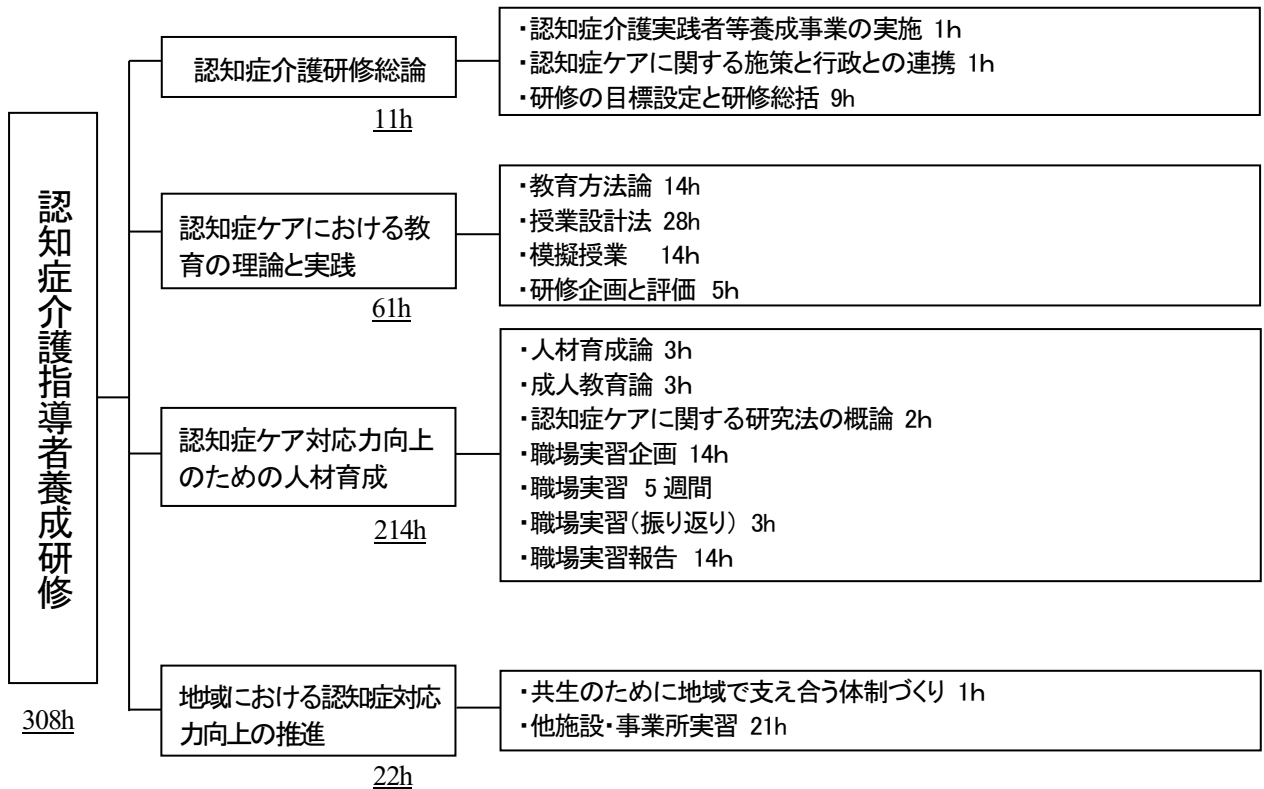 認知症介護指導者養成研修
308h
認知症介護研修総論
11h
・認知症介護実践者等養成事業の実施 1h
・認知症ケアに関する施策と行政との連携 1h
・研修の目標設定と研修総括 9h
認知症ケアにおける教
育の理論と実践
61h
・教育方法論 14h
・授業設計法 28h
・模擬授業 14h
・研修企画と評価 5h
認知症ケア対応力向上
のための人材育成
214h
・人材育成論 3h
・成人教育論 3h
・認知症ケアに関する研究法の概論 2h
・職場実習企画 14h
・職場実習 5週間
・職場実習(振り返り) 3h
・職場実習報告 14h
地域における認知症対応
力向上の推進
22h
・共生のために地域で支え合う体制づくり 1h
・他施設・事業所実習 21h